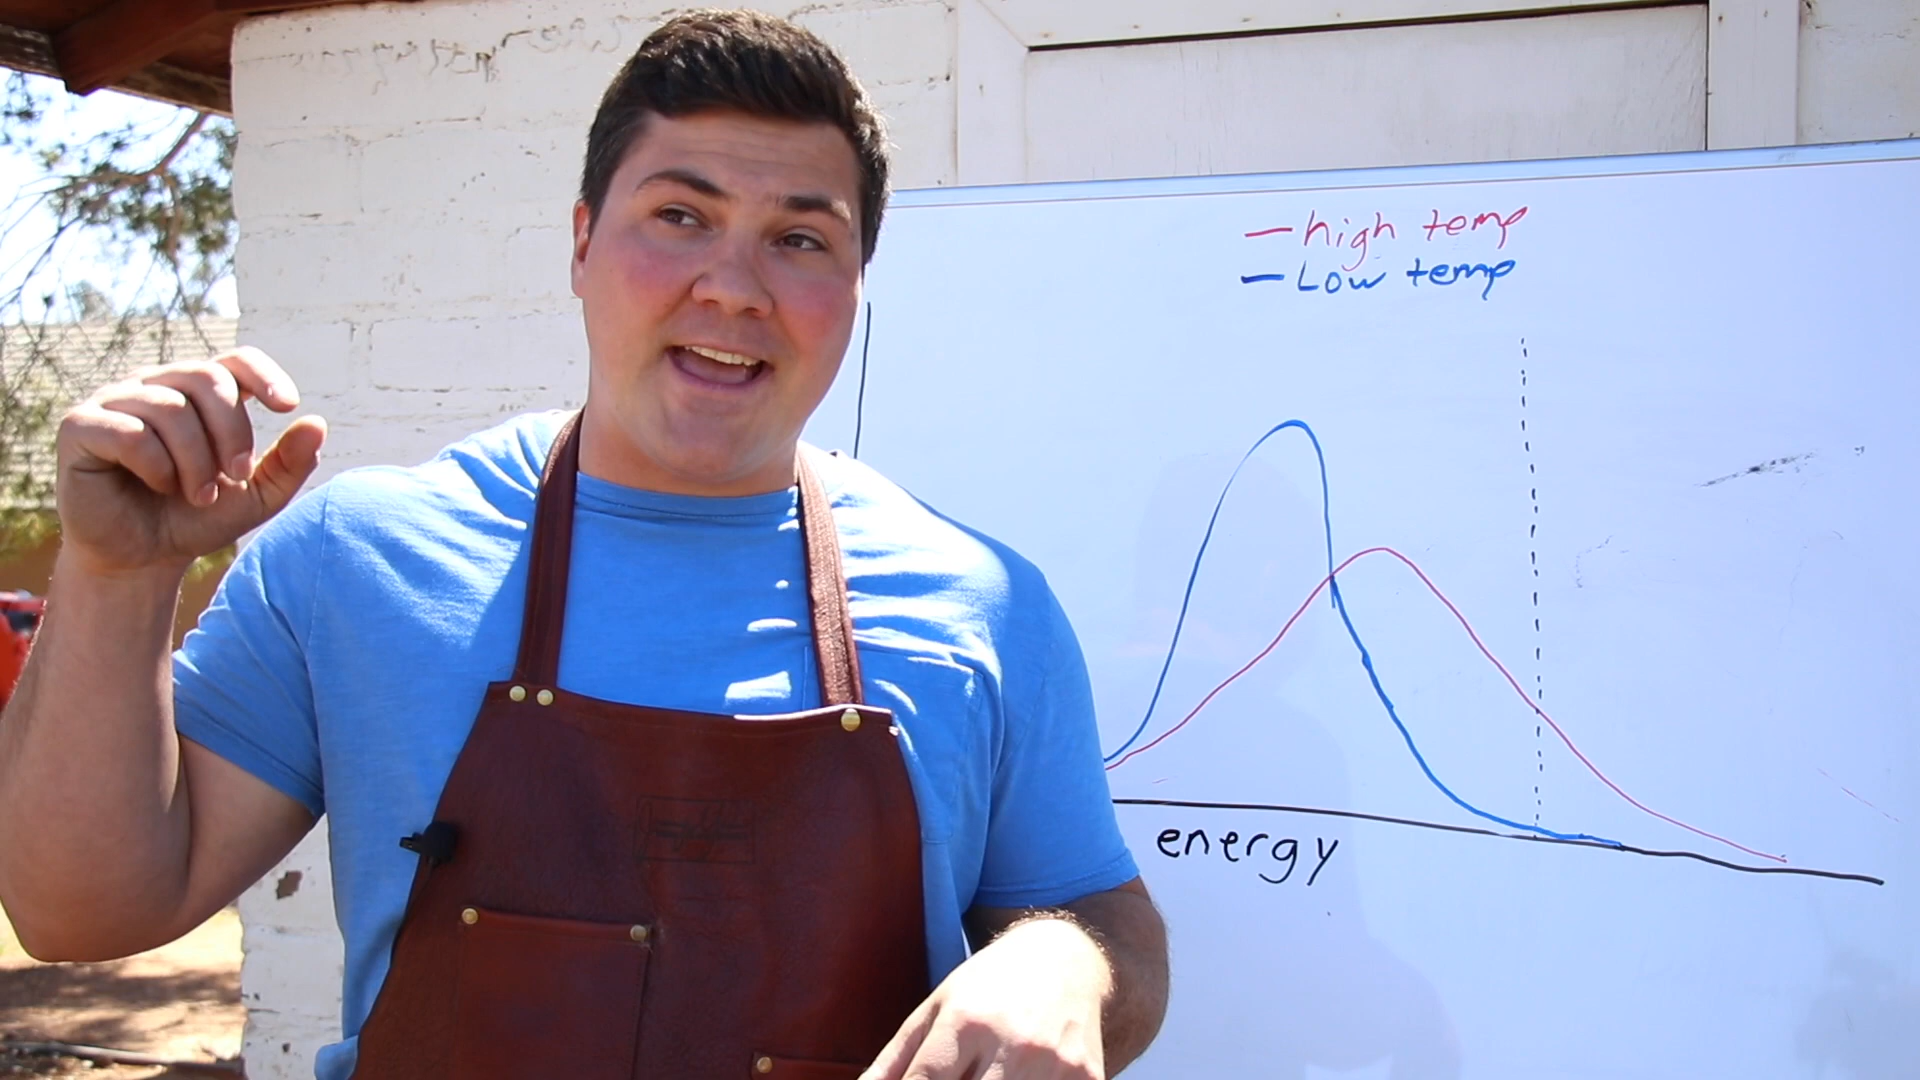 — high temp
— Low temp
energy